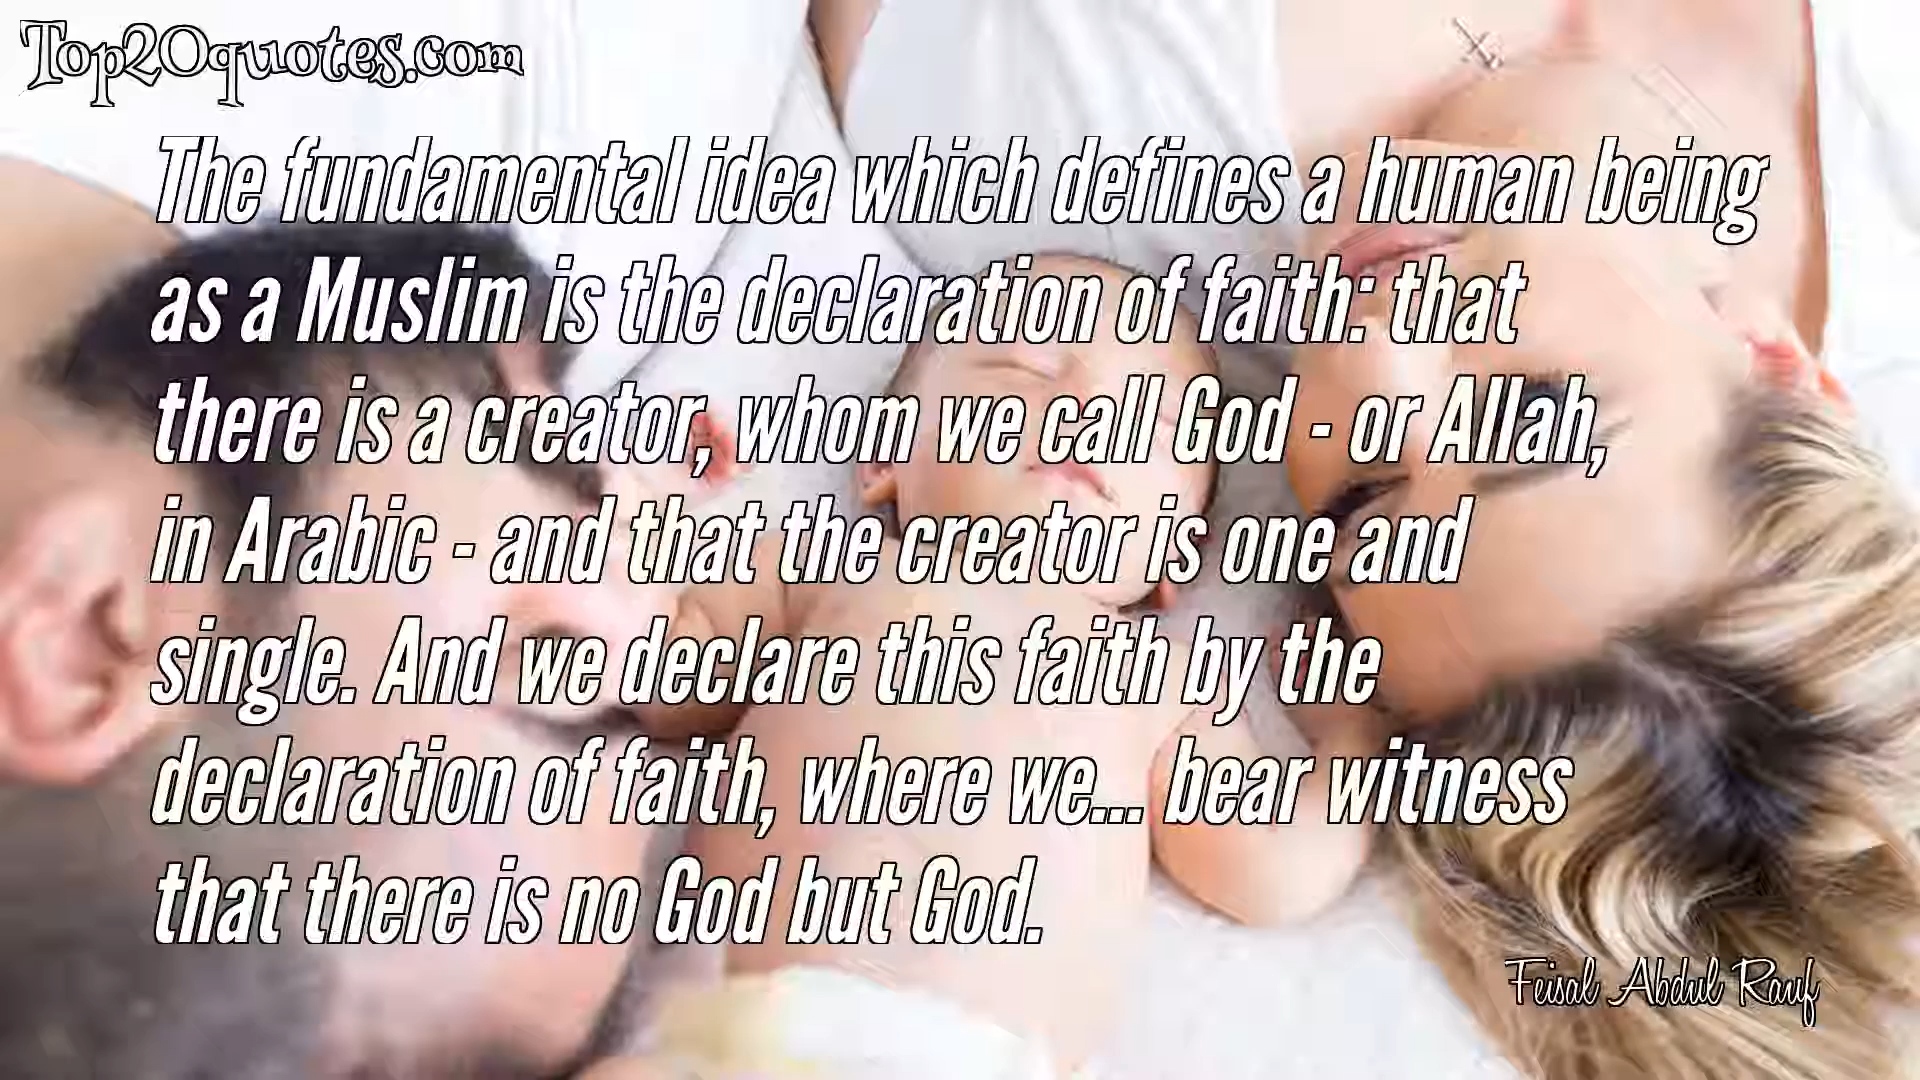 Top20quotes.com
The fundamental idea which defines a human being
as a Muslim is the declaration of faith: that
there is a creator, whom we call God - or Allah,
in Arabic - and that the creator is one and
single. And we declare this faith by the
declaration of faith, where we... bear witness
that there is no God but God.
Feisal Abdul Rauf